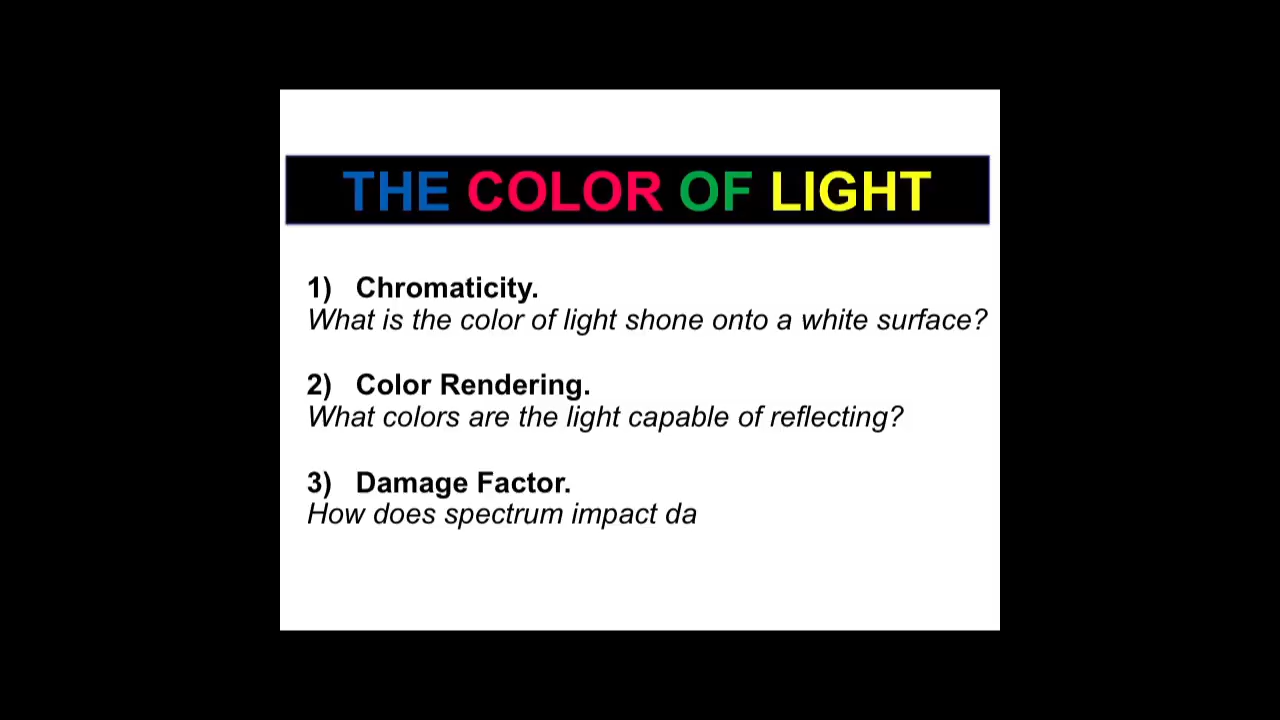 THE COLOR OF LIGHT
1) Chromaticity.
What is the color of light shone onto a white surface?
2) Color Rendering.
What colors are the light capable of reflecting?
3) Damage Factor.
How does spectrum impact da